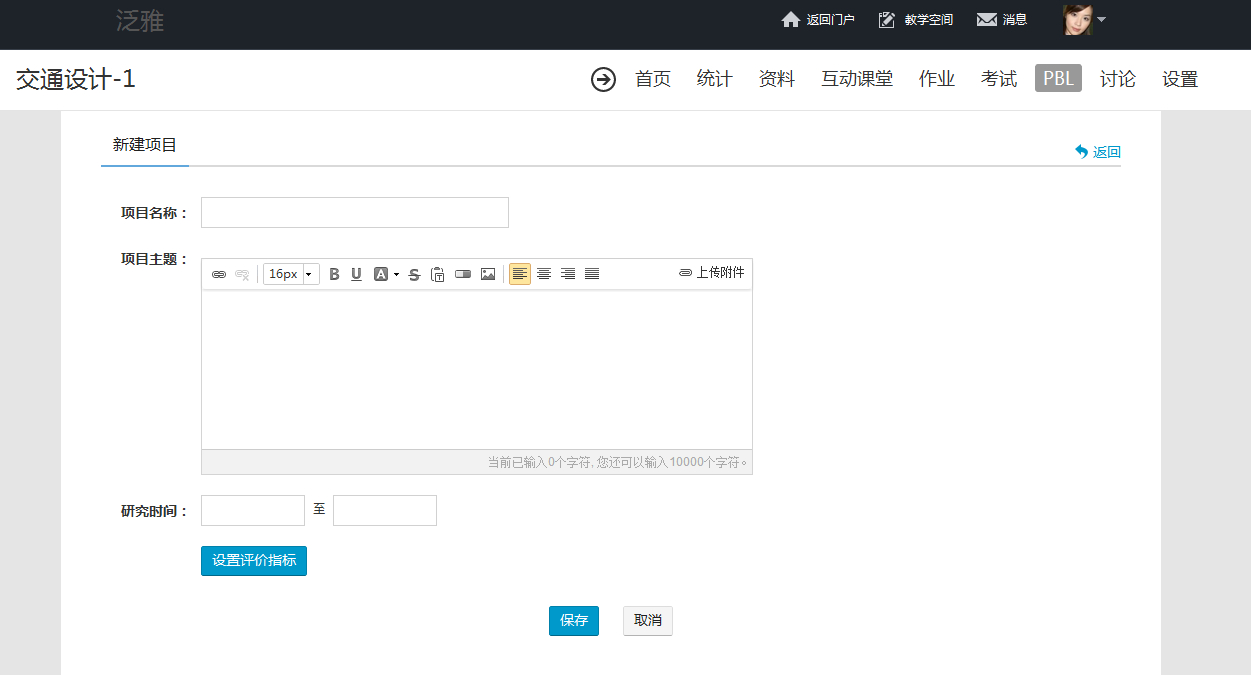 泛雅 返回门户 教学空间 消息
交通设计-1 首页 统计 资料 互动课堂 作业 考试 PBL 讨论 设置
新建项目 返回
项目名称：
项目主题： 16px B U A S T 上传附件
当前已输入0个字符, 您还可以输入10000个字符。
研究时间： 至
设置评价指标
保存 取消